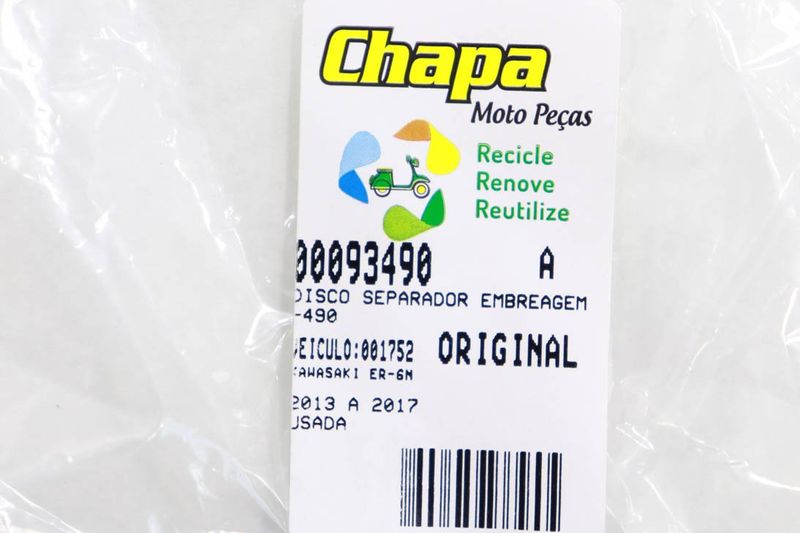 Chapa
Moto Peças
Recicle
Renove
Reutilize
00093490 A
DISCO SEPARADOR EMBREAGEM
-490
VEICULO:001752 ORIGINAL
KAWASAKI ER-6N
2013 A 2017
USADA